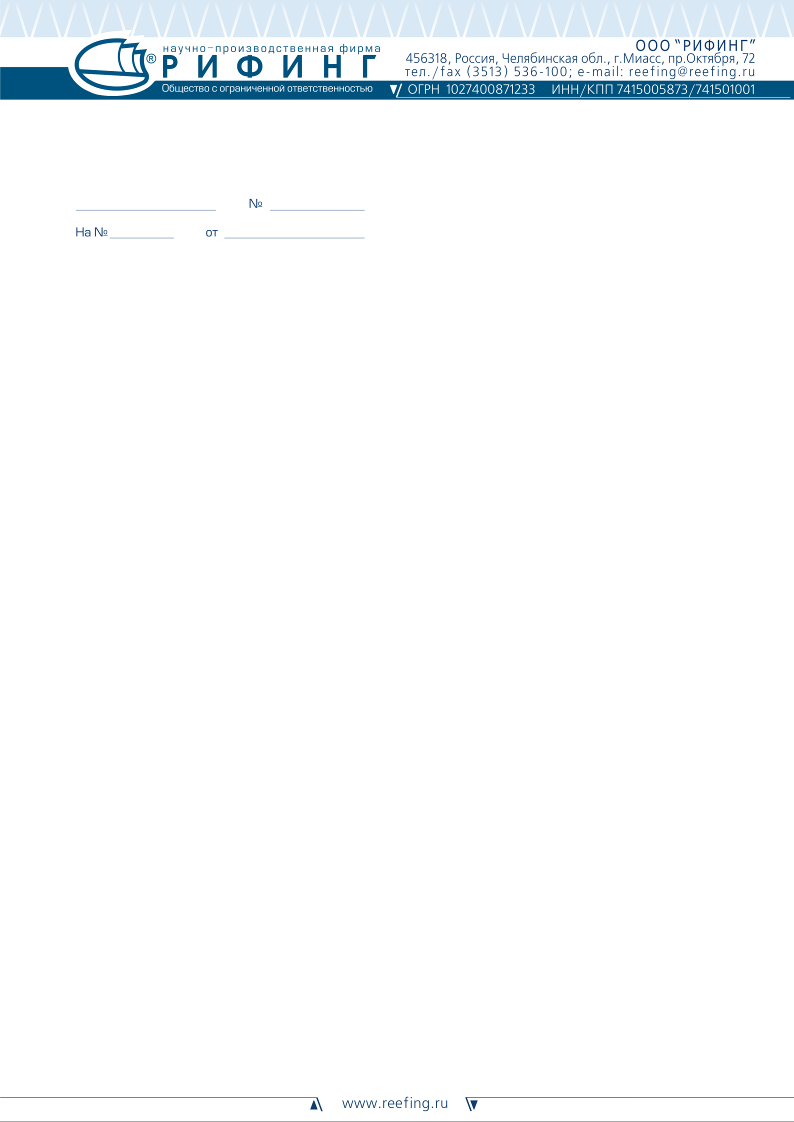 научно-производственная фирма
РИФИНГ
®
Общество с ограниченной ответственностью
ООО “РИФИНГ”
456318, Россия, Челябинская обл., г.Миасс, пр.Октября, 72
тел./fax (3513) 536-100; e-mail: reefing@reefing.ru
ОГРН 1027400871233 ИНН/КПП 7415005873/741501001
№
На № от
www.reefing.ru